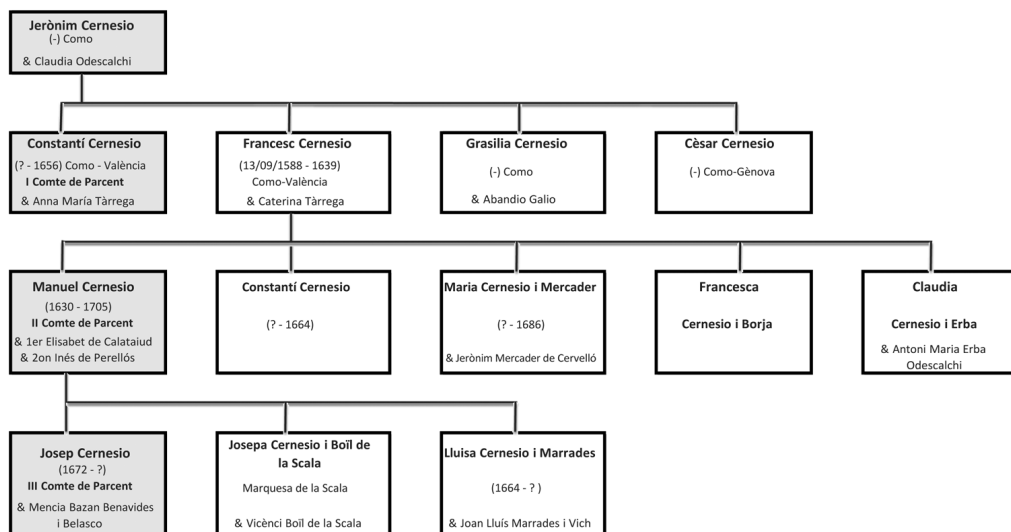 Jerònim Cernesio
(-) Como
& Claudia Odescalchi
Constantí Cernesio
(? - 1656) Como - València
I Comte de Parcent
& Anna María Tàrrega
Francesc Cernesio
(13/09/1588 - 1639)
Como-València
& Caterina Tàrrega
Grasilia Cernesio
(-) Como
& Abandio Galio
Cèsar Cernesio
(-) Como-Gènova
Manuel Cernesio
(1630 - 1705)
II Comte de Parcent
& 1er Elisabet de Calataiud
& 2on Inés de Perellós
Constantí Cernesio
(? - 1664)
Maria Cernesio i Mercader
(? - 1686)
& Jerònim Mercader de Cervelló
Francesca
Cernesio i Borja
Claudia
Cernesio i Erba
& Antoni Maria Erba
Odescalchi
Josep Cernesio
(1672 - ?)
III Comte de Parcent
& Mencia Bazan Benavides
i Belasco
Josepa Cernesio i Boïl de
la Scala
Marquesa de la Scala
& Vicènci Boïl de la Scala
Lluisa Cernesio i Marrades
(1664 - ? )
& Joan Lluís Marrades i Vich